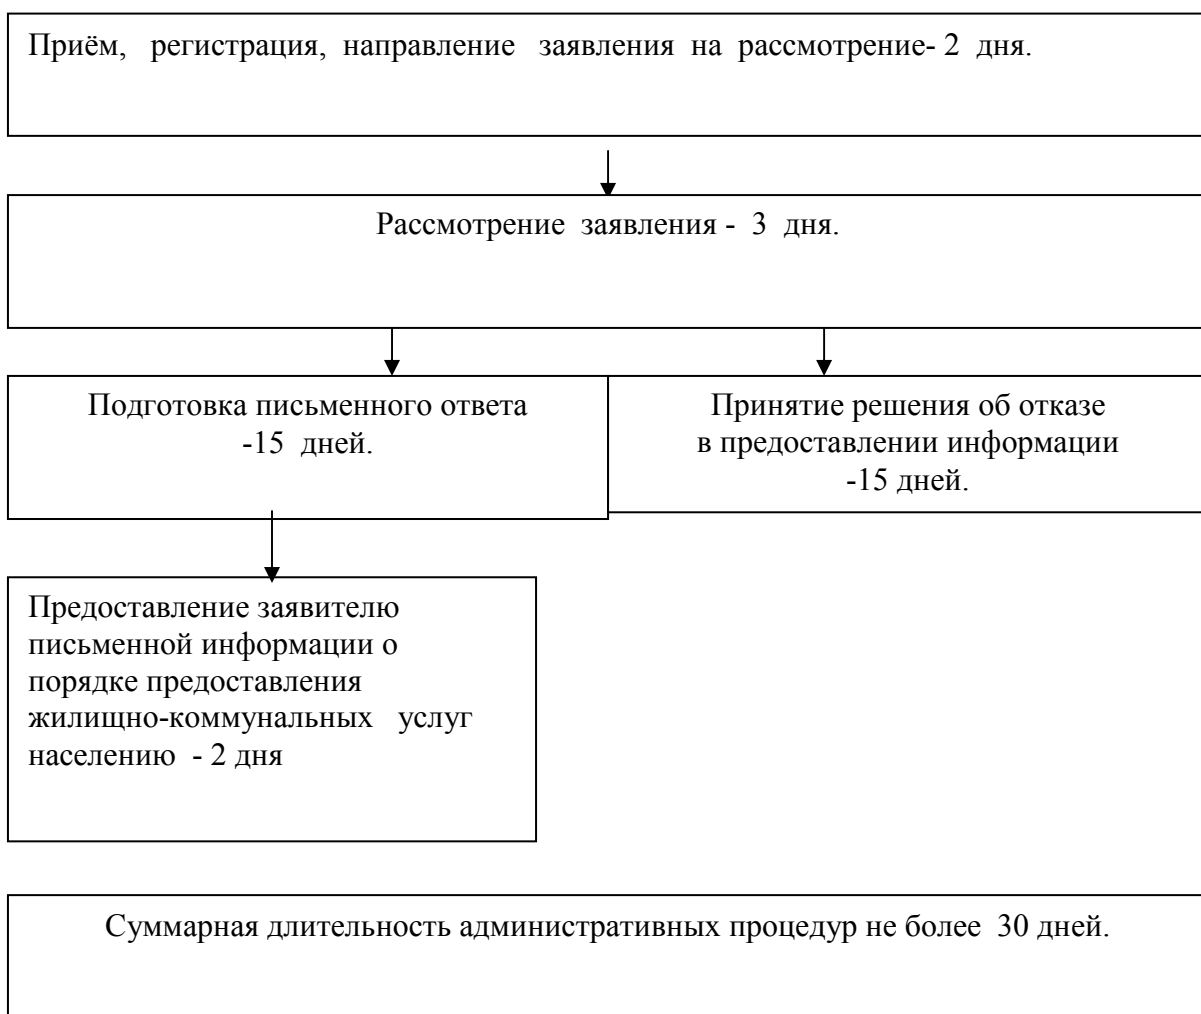 Приём, регистрация, направление заявления на рассмотрение- 2 дня.
Рассмотрение заявления - 3 дня.
Подготовка письменного ответа
-15 дней.
Принятие решения об отказе
в предоставлении информации
-15 дней.
Предоставление заявителю
письменной информации о
порядке предоставления
жилищно-коммунальных услуг
населению - 2 дня
Суммарная длительность административных процедур не более 30 дней.